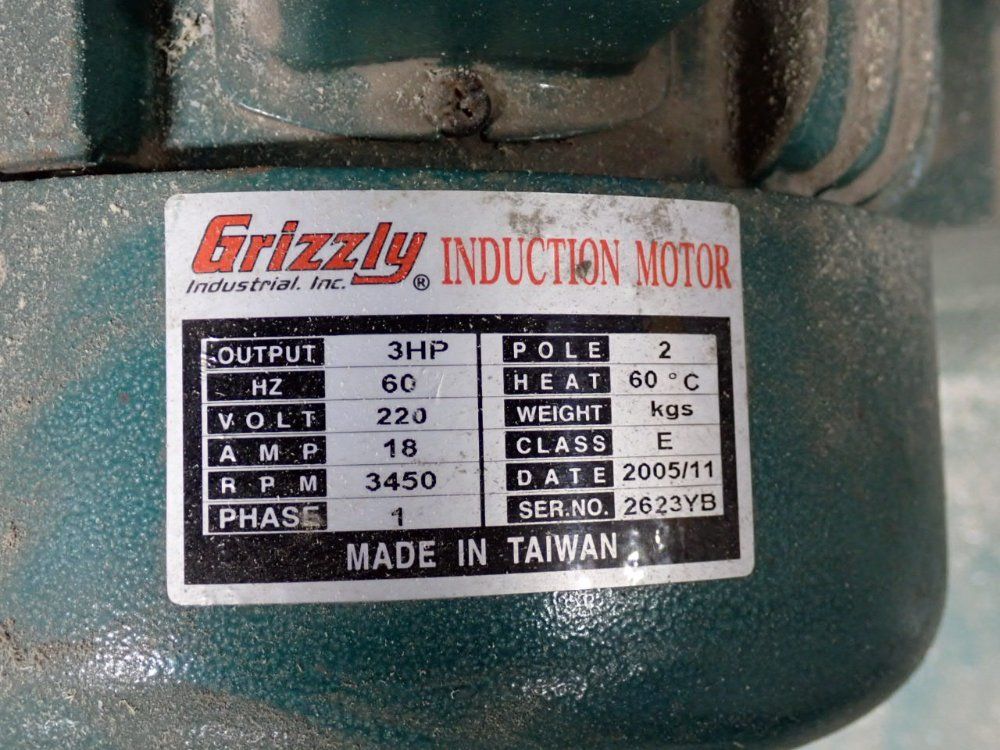 Grizzly ® INDUCTION MOTOR
Industrial. Inc.
OUTPUT 3HP POLE 2
HZ 60 HEAT 60 °C
VOLT 220 WEIGHT kgs
AMP 18 CLASS E
RPM 3450 DATE 2005/11
PHASE 1 SER.NO. 2623YB
MADE IN TAIWAN